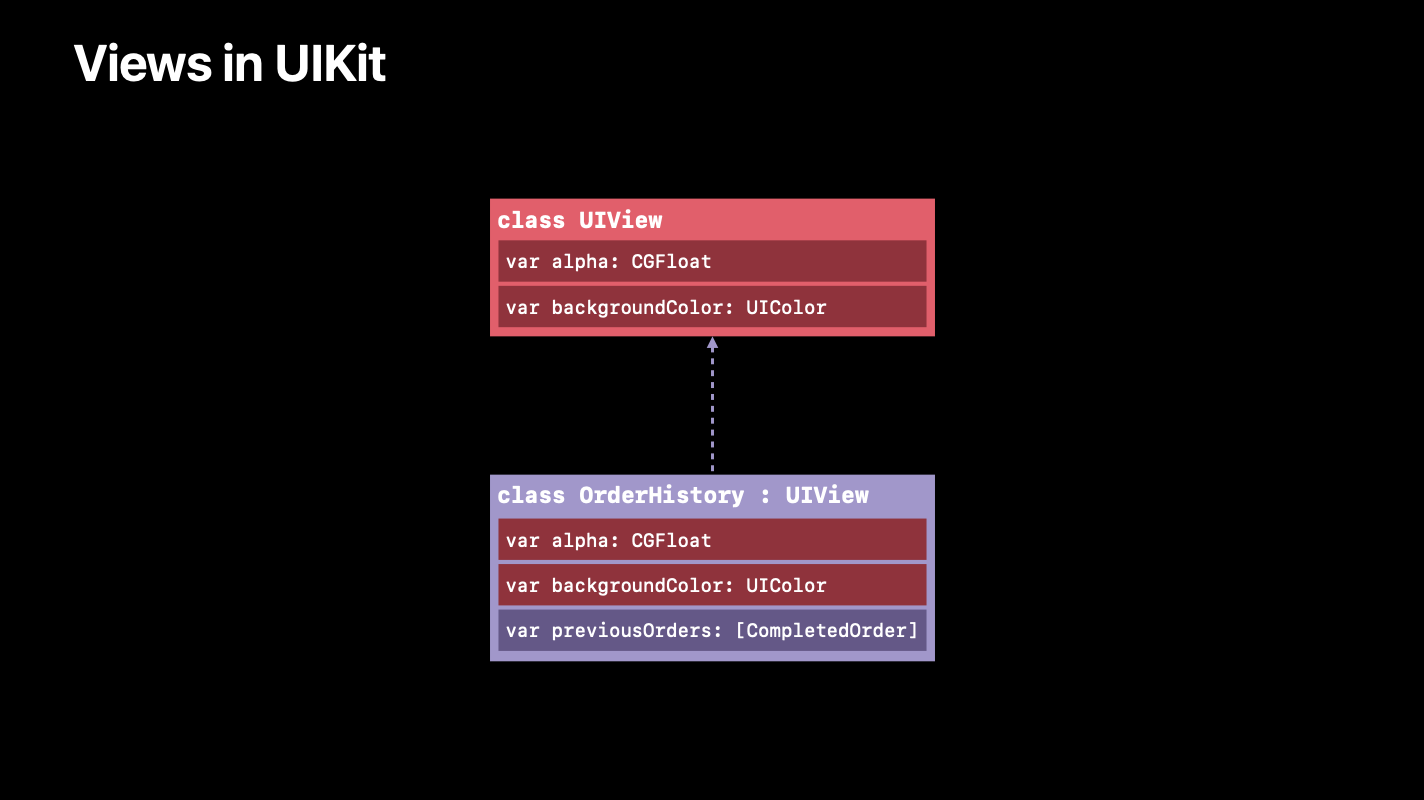 Views in UIKit
class UIView
var alpha: CGFloat
var backgroundColor: UIColor
class OrderHistory : UIView
var alpha: CGFloat
var backgroundColor: UIColor
var previousOrders: [CompletedOrder]